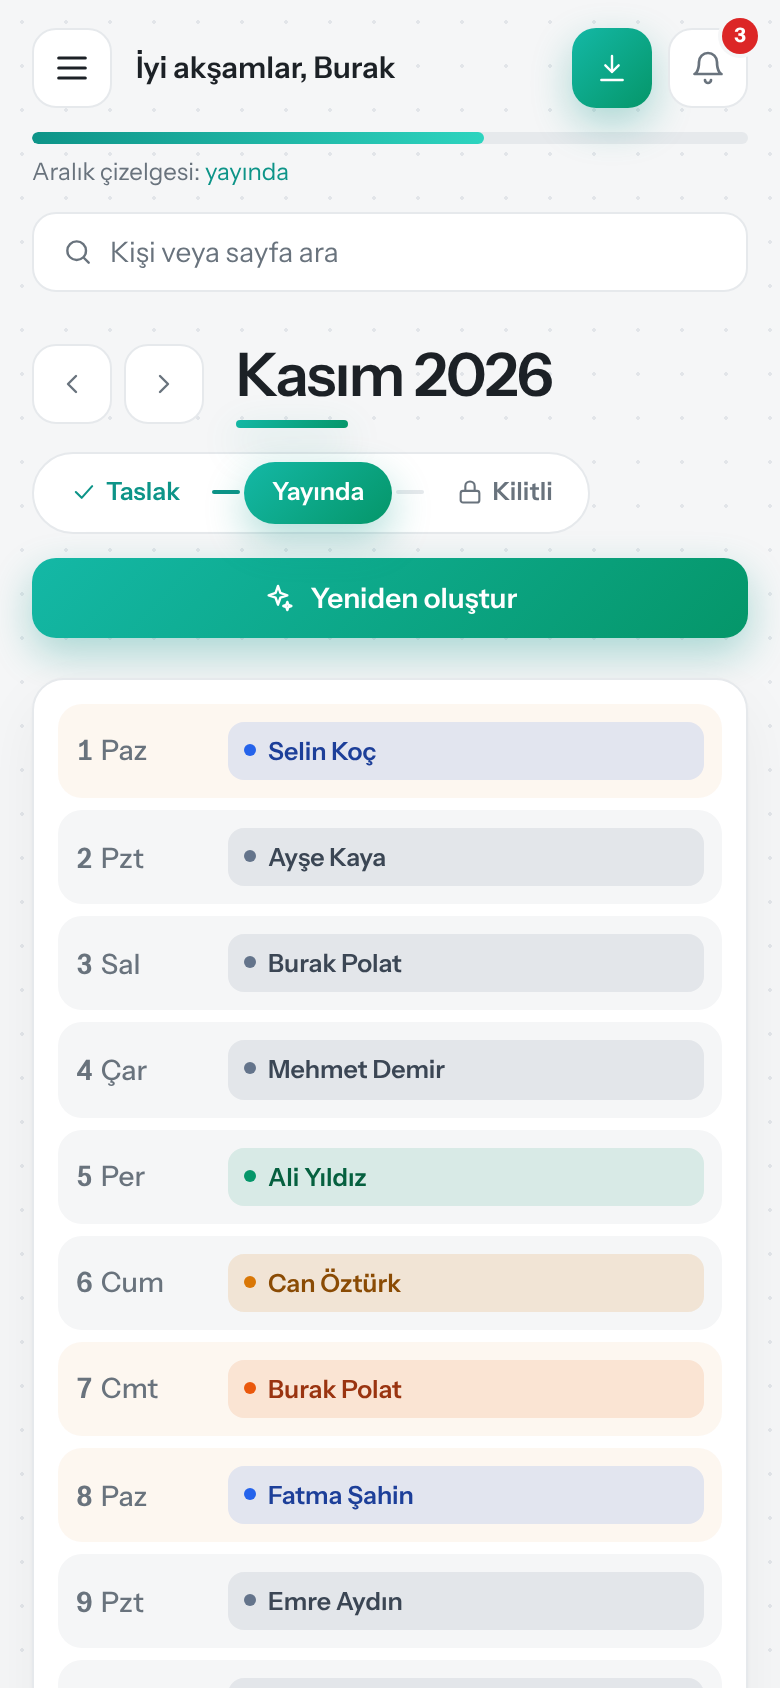 İyi akşamlar, Burak
3
Aralık çizelgesi: yayında
Kişi veya sayfa ara
Kasım 2026
Taslak
Yayında
Kilitli
Yeniden oluştur
1 Paz
Selin Koç
2 Pzt
Ayşe Kaya
3 Sal
Burak Polat
4 Çar
Mehmet Demir
5 Per
Ali Yıldız
6 Cum
Can Öztürk
7 Cmt
Burak Polat
8 Paz
Fatma Şahin
9 Pzt
Emre Aydın